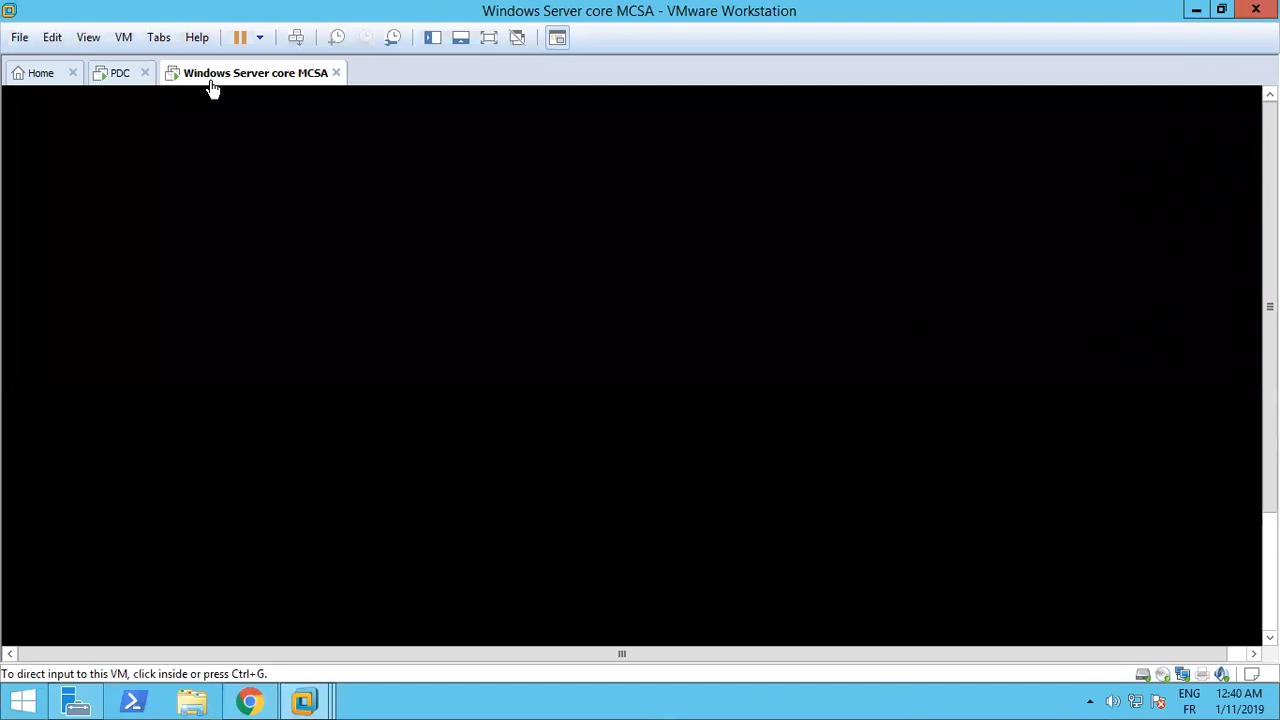 Windows Server core MCSA - VMware Workstation
File Edit View VM Tabs Help
Home PDC Windows Server core MCSA
To direct input to this VM, click inside or press Ctrl+G.
ENG 12:40 AM
FR 1/11/2019